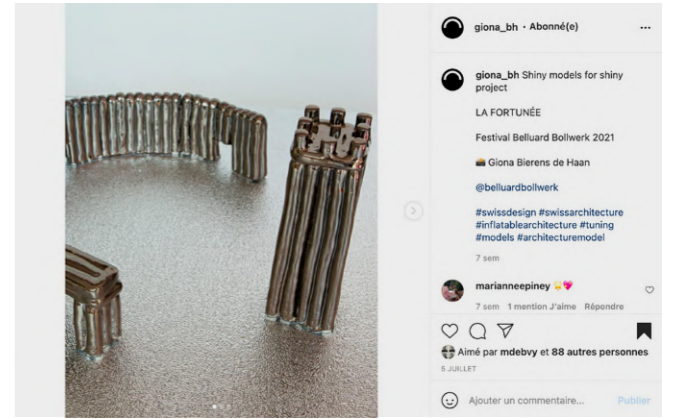 giona_bh • Abonné(e)
giona_bh Shiny models for shiny
project
LA FORTUNÉE
Festival Belluard Bollwerk 2021
📸 Giona Bierens de Haan
@belluardbollwerk
#swissdesign #swissarchitecture
#inflatablearchitecture #tuning
#models #architecturemodel
7 sem
marianneepiney ⭐💖
7 sem 1 mention J'aime Répondre
Aimé par mdebvy et 88 autres personnes
5 JUILLET
Ajouter un commentaire... Publier